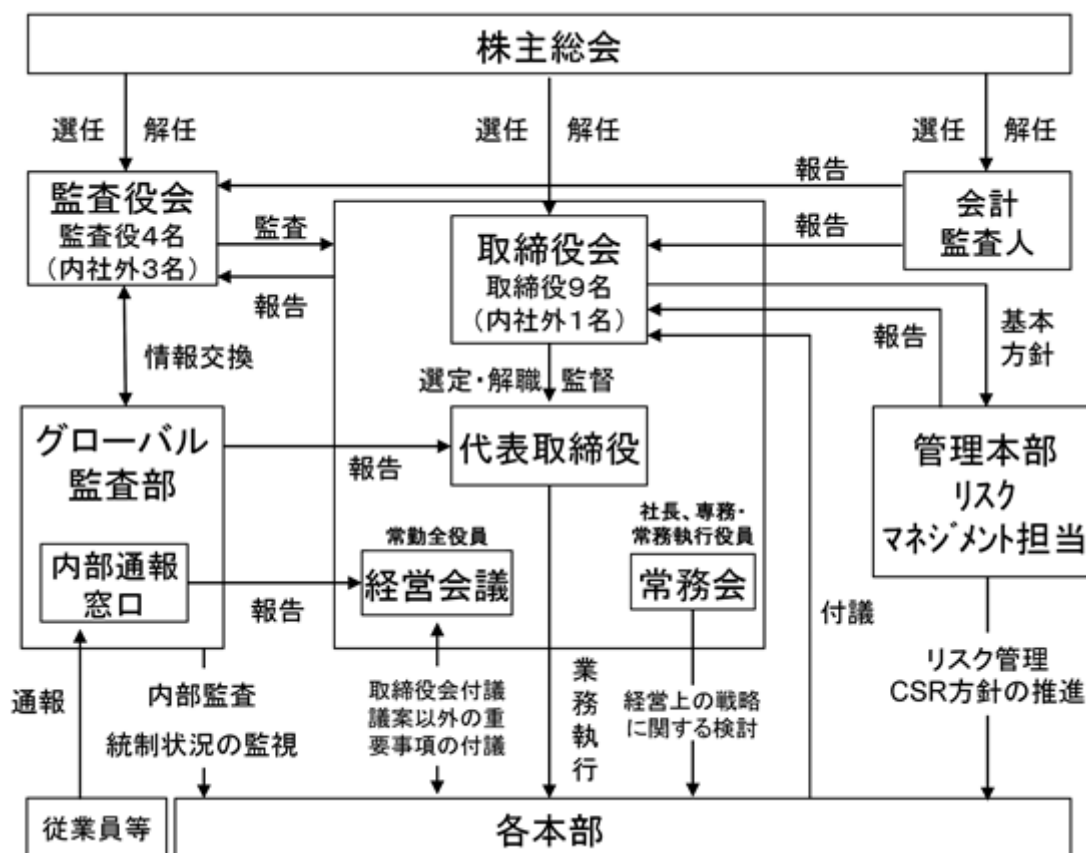 株主総会
選任 解任
選任 解任
選任 解任
監査役会
監査役4名
(内社外3名)
監査
報告
報告
報告
会計
監査人
取締役会
取締役9名
(内社外1名)
情報交換
選定・解職 監督
報告
基本
方針
グローバル
監査部
報告
代表取締役
管理本部
リスク
マネジメント担当
内部通報
窓口
報告
常勤全役員
経営会議
社長、専務・
常務執行役員
常務会
付議
通報
内部監査
統制状況の監視
取締役会付議
議案以外の重
要事項の付議
業務執行
経営上の戦略
に関する検討
リスク管理
CSR方針の推進
従業員等
各本部